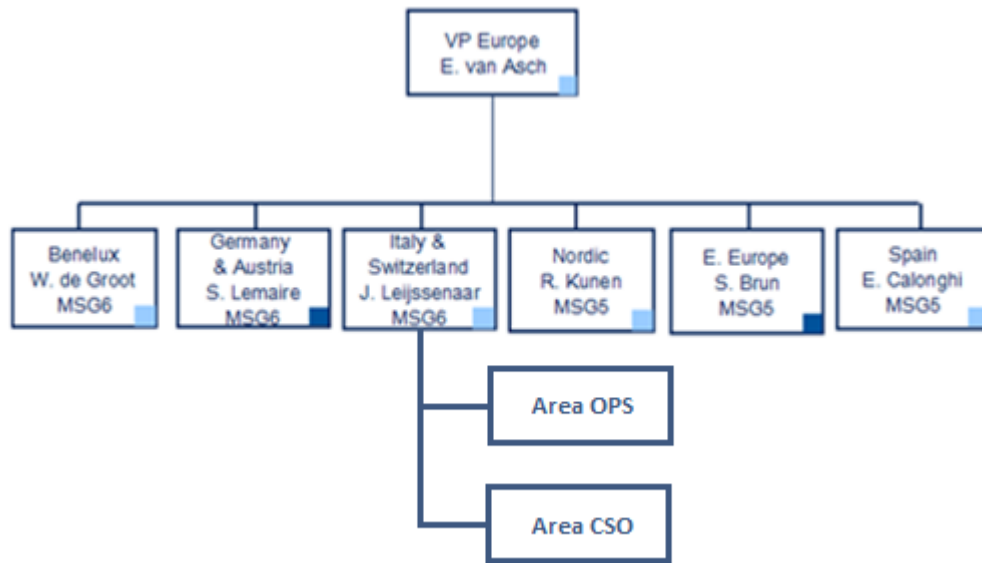 VP Europe
E. van Asch
Benelux
W. de Groot
MSG6
Germany
& Austria
S. Lemaire
MSG6
Italy &
Switzerland
J. Leijssenaar
MSG6
Nordic
R. Kunen
MSG5
E. Europe
S. Brun
MSG5
Spain
E. Calonghi
MSG5
Area OPS
Area CSO